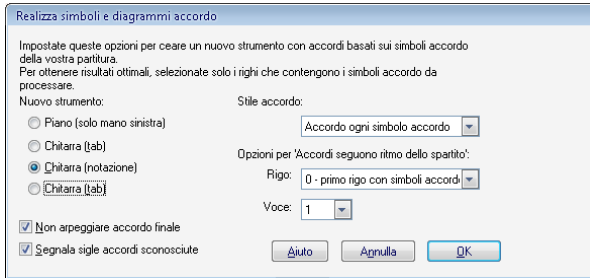 Realizza simboli e diagrammi accordo
Impostate queste opzioni per ceare un nuovo strumento con accordi basati sui simboli accordo
della vostra partitura.
Per ottenere risultati ottimali, selezionate solo i righi che contengono i simboli accordo da
processare.
Nuovo strumento:
Piano (solo mano sinistra)
Chitarra (tab)
Chitarra (notazione)
Chitarra (tab)
Non arpeggiare accordo finale
Segnala sigle accordi sconosciute
Stile accordo:
Accordo ogni simbolo accordo
Opzioni per 'Accordi seguono ritmo dello spartito':
Rigo: 0 - primo rigo con simboli accord
Voce: 1
Aiuto Annulla OK